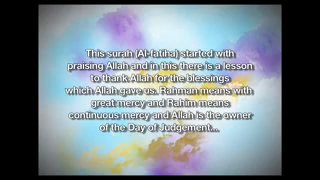 This surah (Al-fatiha) started with
praising Allah and in this there is a lesson
to thank Allah for the blessings
which Allah gave us. Rahman means with
great mercy and Rahim means
continuous mercy and Allah is the owner
of the Day of Judgement...